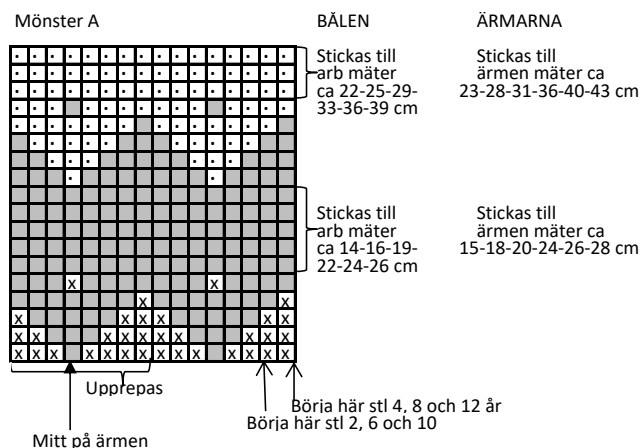 Mönster A
BÅLEN
ÄRMARNA
Stickas till
arb mäter
ca 22-25-29-
33-36-39 cm
Stickas till
ärmen mäter ca
23-28-31-36-40-43 cm
Stickas till
arb mäter
ca 14-16-19-
22-24-26 cm
Stickas till
ärmen mäter ca
15-18-20-24-26-28 cm
Upprepas
Börja här stl 4, 8 och 12 år
Börja här stl 2, 6 och 10
Mitt på ärmen